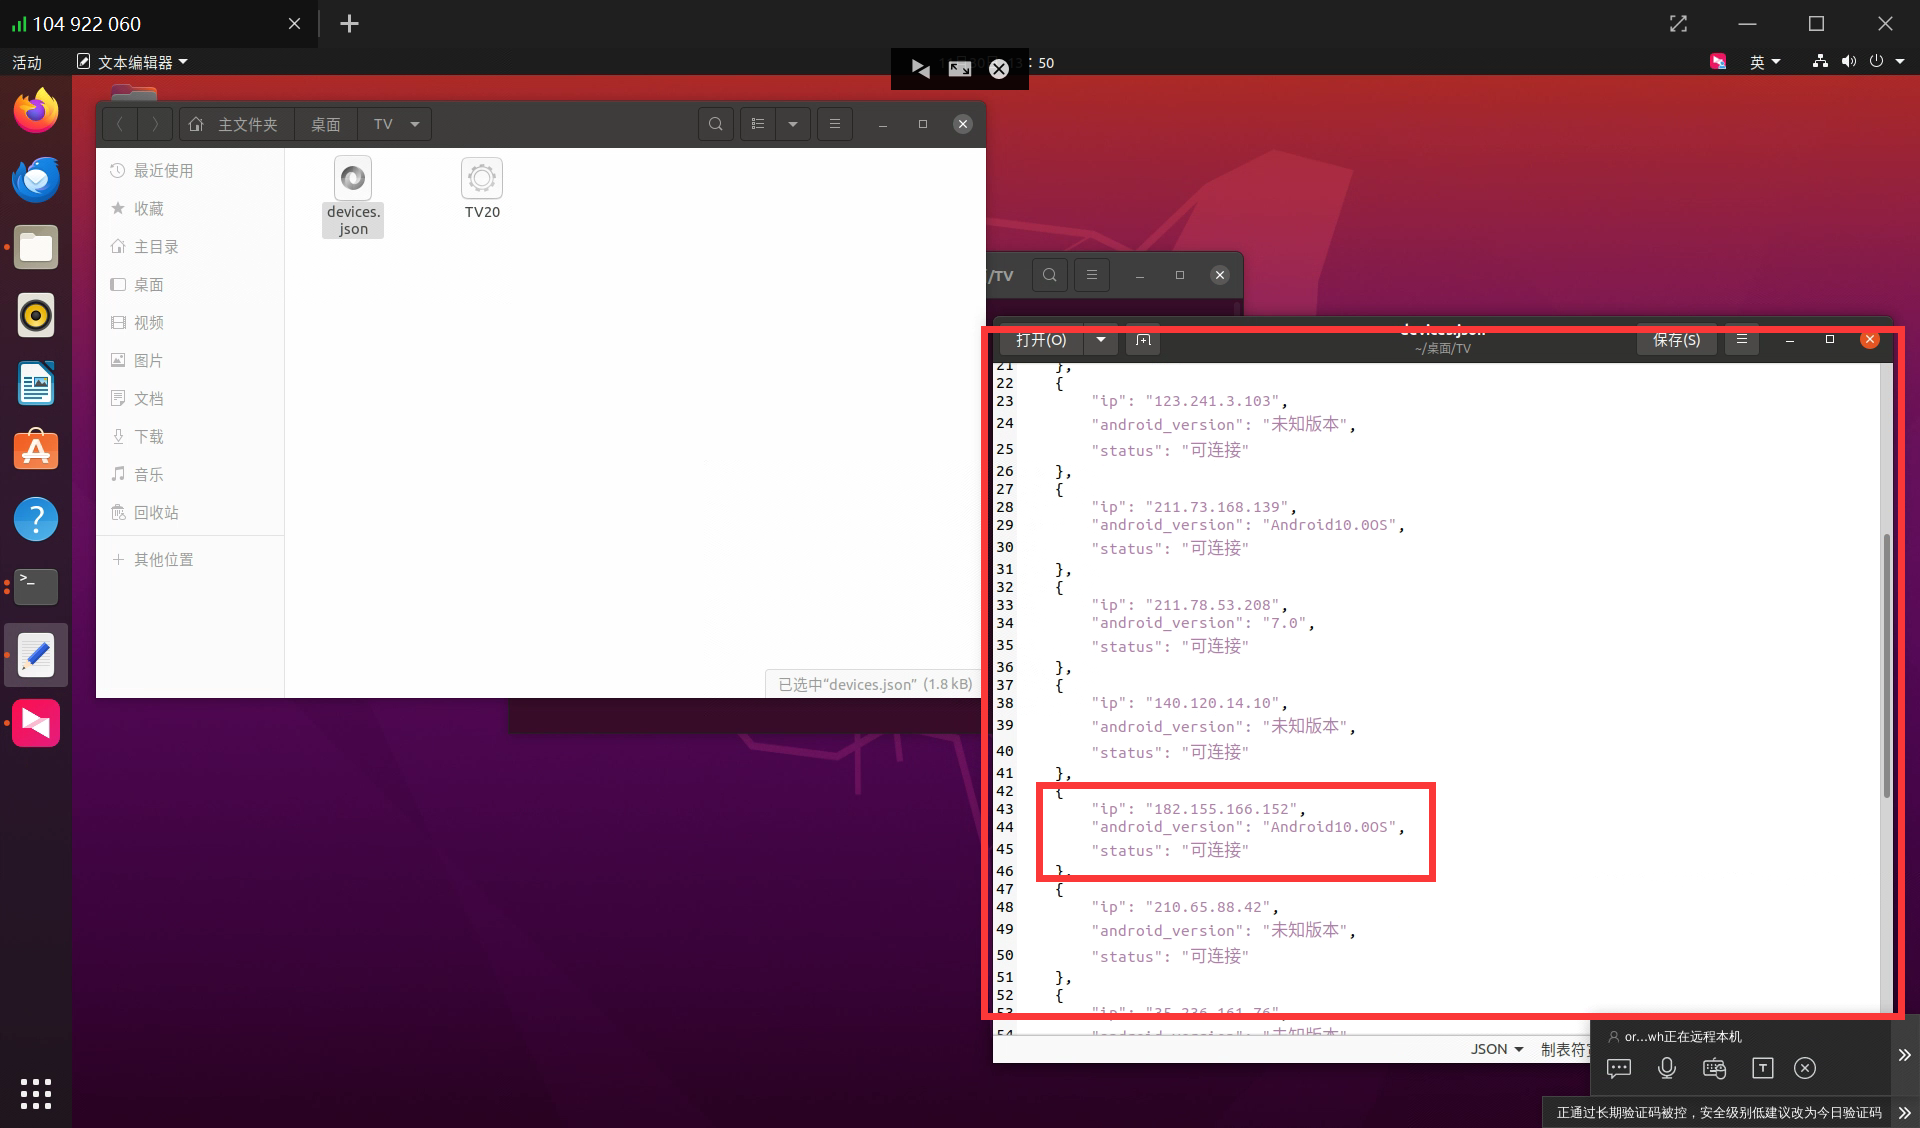 104 922 060
活动
文本编辑器
: 50
英
主文件夹
桌面
TV
最近使用
收藏
主目录
桌面
视频
图片
文档
下载
音乐
回收站
其他位置
devices.
json
TV20
已选中“devices.json” (1.8 kB)
/TV
打开(O)
devices.json
~/桌面/TV
保存(S)
21 },
22 {
23 "ip": "123.241.3.103",
24 "android_version": "未知版本",
25 "status": "可连接"
26 },
27 {
28 "ip": "211.73.168.139",
29 "android_version": "Android10.0OS",
30 "status": "可连接"
31 },
32 {
33 "ip": "211.78.53.208",
34 "android_version": "7.0",
35 "status": "可连接"
36 },
37 {
38 "ip": "140.120.14.10",
39 "android_version": "未知版本",
40 "status": "可连接"
41 },
42 {
43 "ip": "182.155.166.152",
44 "android_version": "Android10.0OS",
45 "status": "可连接"
46 },
47 {
48 "ip": "210.65.88.42",
49 "android_version": "未知版本",
50 "status": "可连接"
51 },
52 {
53 "ip": "35.236.161.76",
54 "android_version": "未知版本"
JSON
制表符
or...wh正在远程本机
正通过长期验证码被控，安全级别低建议改为今日验证码